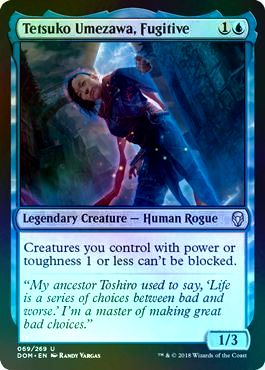 Tetsuko Umezawa, Fugitive 1
Legendary Creature — Human Rogue
Creatures you control with power or
toughness 1 or less can't be blocked.
"My ancestor Toshiro used to say, 'Life
is a series of choices between bad and
worse.' I'm a master of making great
bad choices."
1/3
069/269 U
DOM • EN RANDY VARGAS
™ & © 2018 Wizards of the Coast